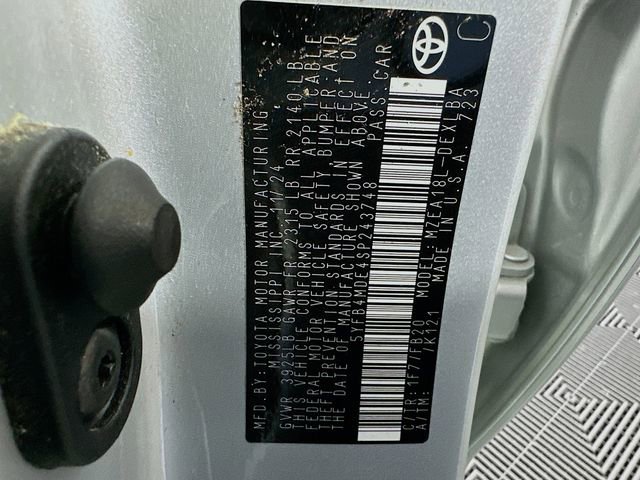 MFD.BY:TOYOTA MOTOR MANUFACTURING,
MISSISSIPPI INC. 11/24
GVWR 3925LB GAWR FR 2315LB RR 2140LB
THIS VEHICLE CONFORMS TO ALL APPLICABLE
FEDERAL MOTOR VEHICLE SAFETY, BUMPER AND
THEFT PREVENTION STANDARDS IN EFFECT ON
THE DATE OF MANUFACTURE SHOWN ABOVE.
5YFB4MDE4SP243748 PASS CAR
C/TR:1F77/FB20 MODEL:MZEA18L-DEXLBA
A/TM: /K121 MADE IN U.S.A. 723
C